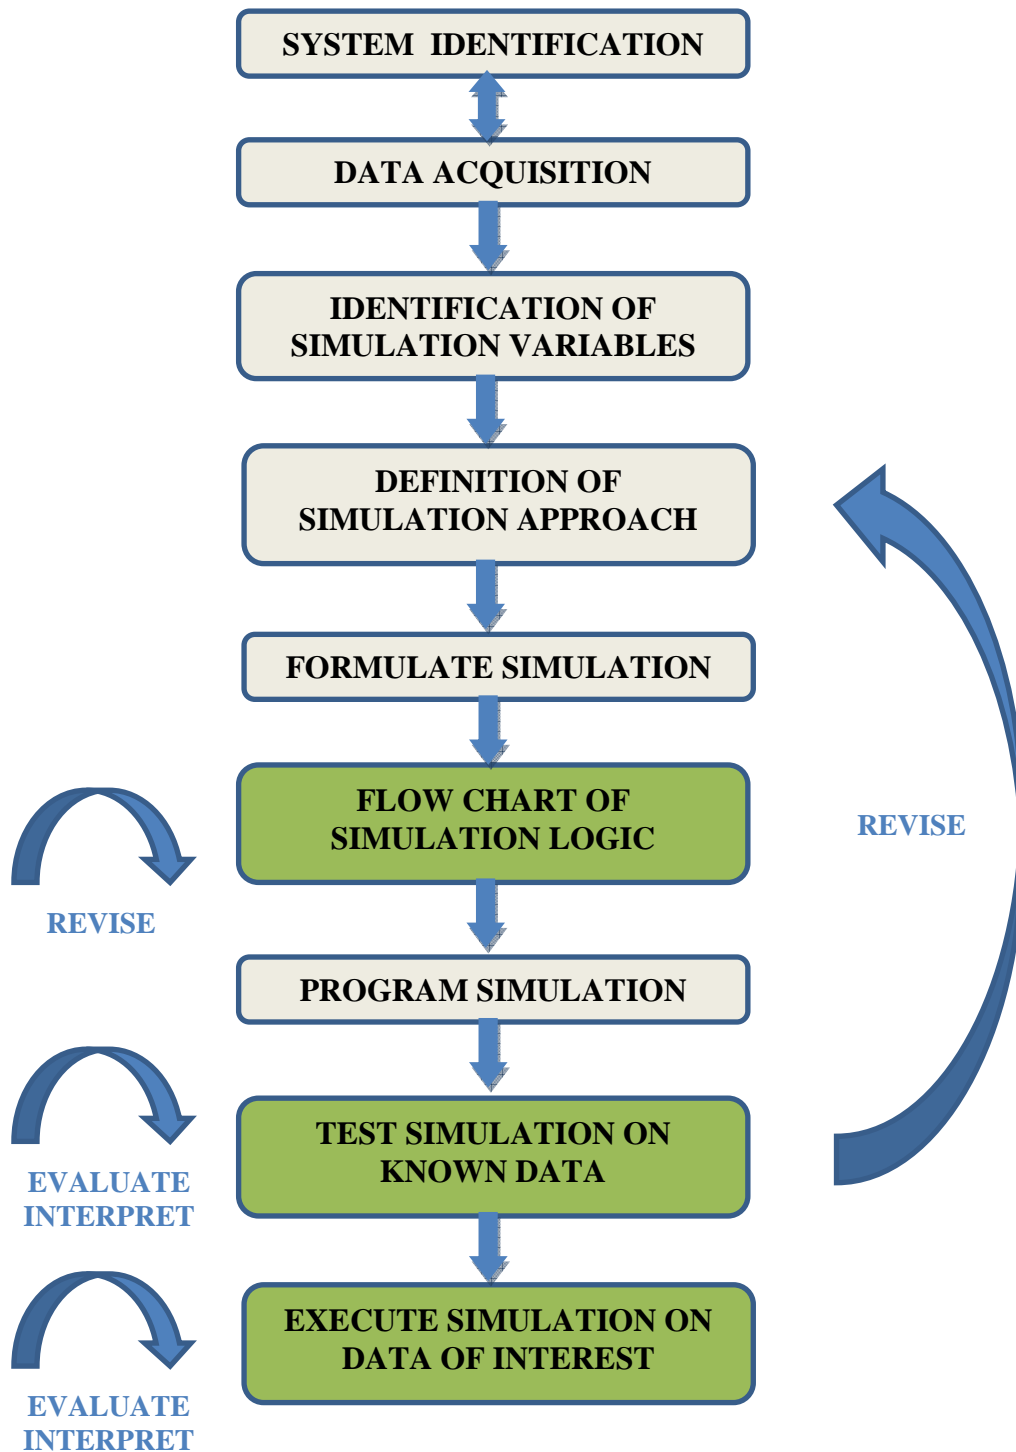 SYSTEM IDENTIFICATION
DATA ACQUISITION
IDENTIFICATION OF
SIMULATION VARIABLES
DEFINITION OF
SIMULATION APPROACH
FORMULATE SIMULATION
FLOW CHART OF
SIMULATION LOGIC
REVISE
REVISE
PROGRAM SIMULATION
TEST SIMULATION ON
KNOWN DATA
EVALUATE
INTERPRET
EXECUTE SIMULATION ON
DATA OF INTEREST
EVALUATE
INTERPRET